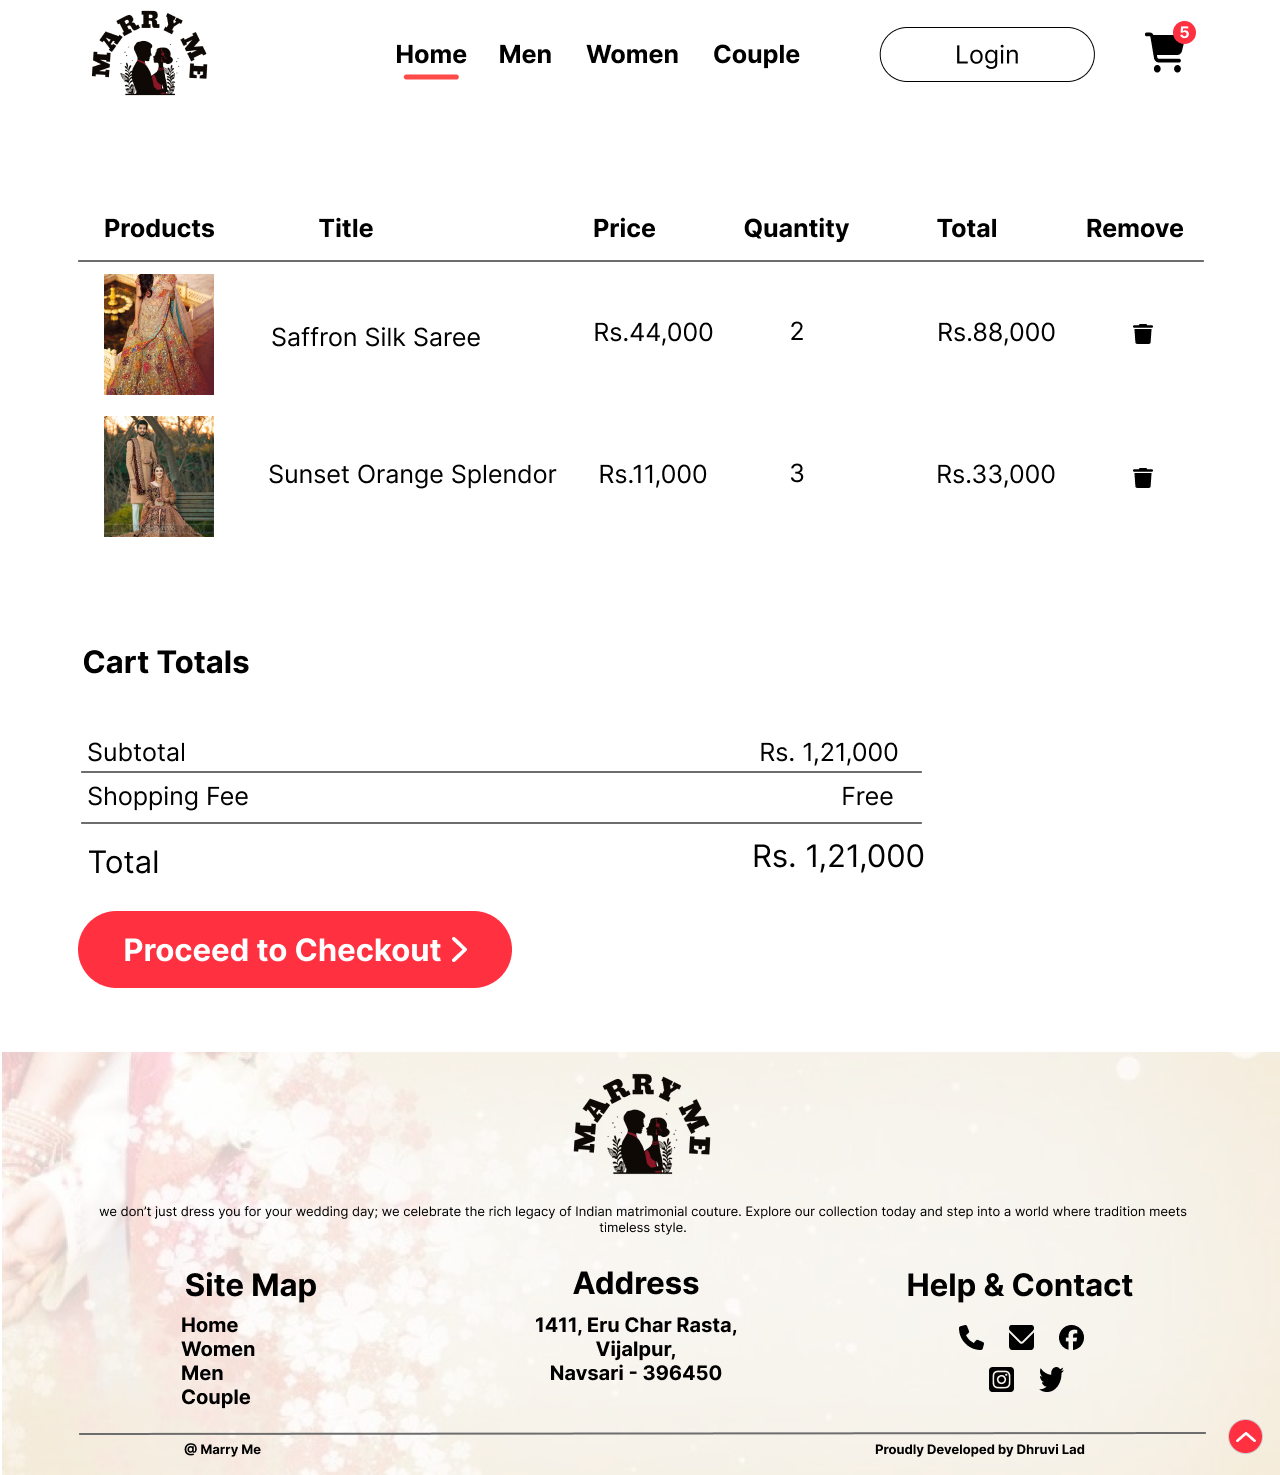 MARRY ME
Home Men Women Couple Login 5
Products Title Price Quantity Total Remove
Saffron Silk Saree Rs.44,000 2 Rs.88,000
Sunset Orange Splendor Rs.11,000 3 Rs.33,000
Cart Totals
Subtotal Rs. 1,21,000
Shopping Fee Free
Total Rs. 1,21,000
Proceed to Checkout
MARRY ME
we don’t just dress you for your wedding day; we celebrate the rich legacy of Indian matrimonial couture. Explore our collection today and step into a world where tradition meets
timeless style.
Site Map
Home
Women
Men
Couple
Address
1411, Eru Char Rasta,
Vijalpur,
Navsari - 396450
Help & Contact
@ Marry Me
Proudly Developed by Dhruvi Lad